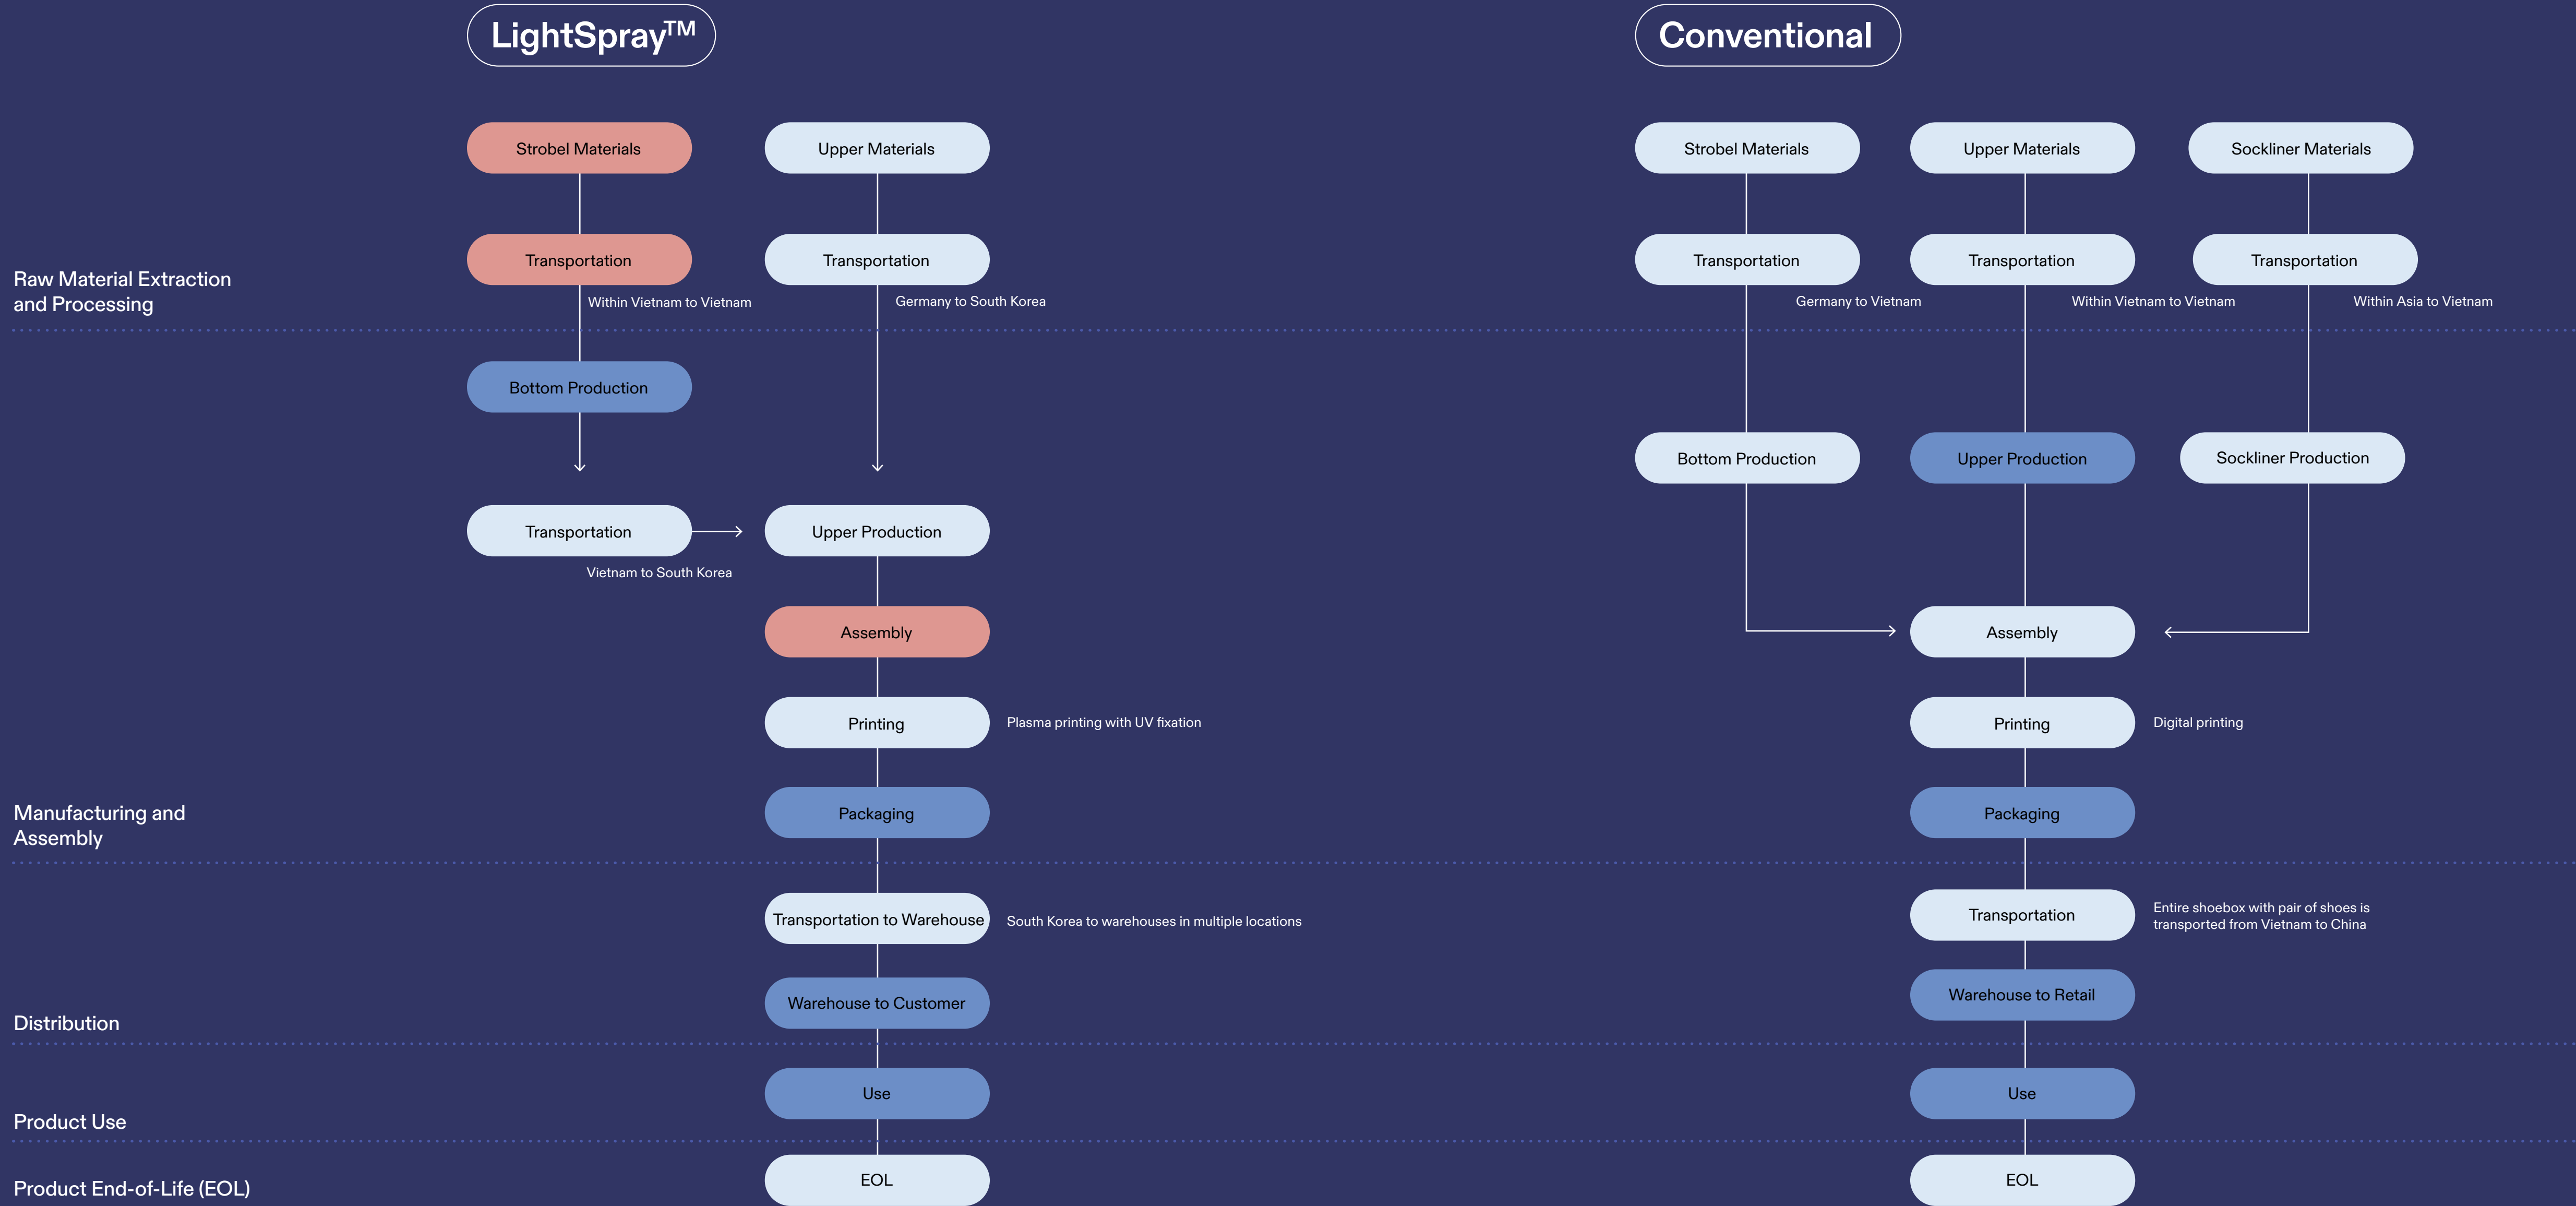 LightSpray™
Conventional
Strobel Materials
Upper Materials
Strobel Materials
Upper Materials
Sockliner Materials
Transportation
Transportation
Transportation
Transportation
Transportation
Raw Material Extraction
and Processing
Within Vietnam to Vietnam
Germany to South Korea
Germany to Vietnam
Within Vietnam to Vietnam
Within Asia to Vietnam
Bottom Production
Bottom Production
Upper Production
Sockliner Production
Transportation
Upper Production
Vietnam to South Korea
Assembly
Assembly
Printing
Plasma printing with UV fixation
Printing
Digital printing
Manufacturing and
Assembly
Packaging
Packaging
Transportation to Warehouse
South Korea to warehouses in multiple locations
Transportation
Entire shoebox with pair of shoes is
transported from Vietnam to China
Warehouse to Customer
Warehouse to Retail
Distribution
Use
Use
Product Use
EOL
EOL
Product End-of-Life (EOL)